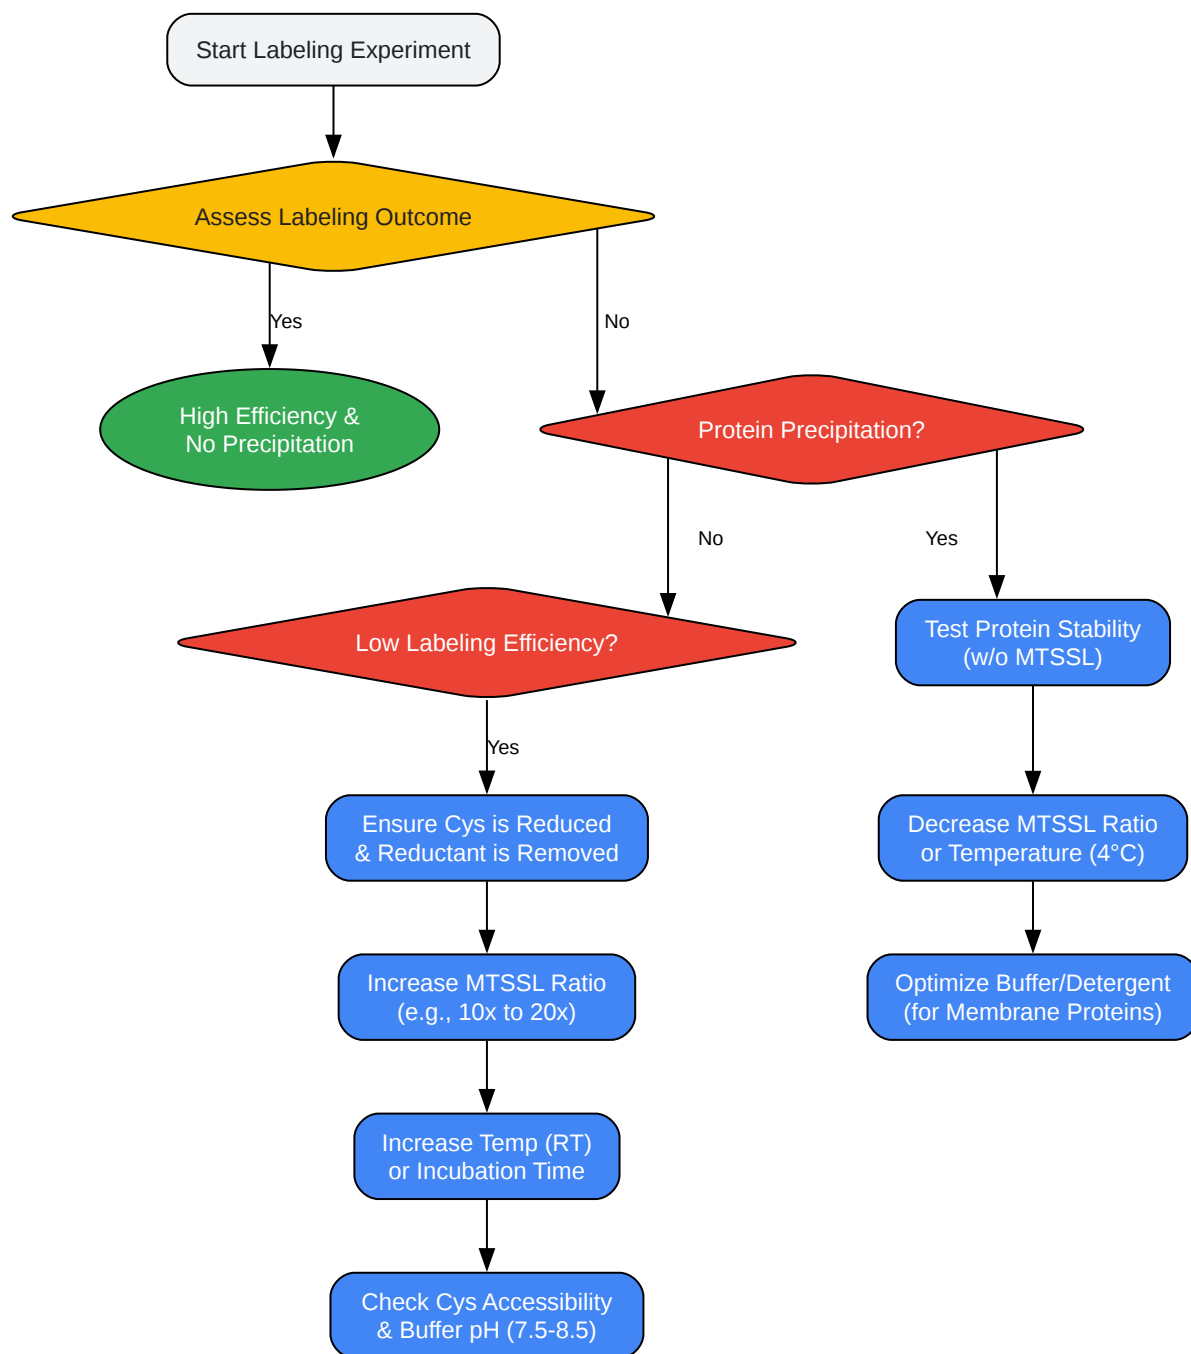 Start Labeling Experiment
Assess Labeling Outcome
Yes
No
High Efficiency &
No Precipitation
Protein Precipitation?
No
Yes
Low Labeling Efficiency?
Test Protein Stability
(w/o MTSSL)
Yes
Ensure Cys is Reduced
& Reductant is Removed
Decrease MTSSL Ratio
or Temperature (4°C)
Increase MTSSL Ratio
(e.g., 10x to 20x)
Optimize Buffer/Detergent
(for Membrane Proteins)
Increase Temp (RT)
or Incubation Time
Check Cys Accessibility
& Buffer pH (7.5-8.5)